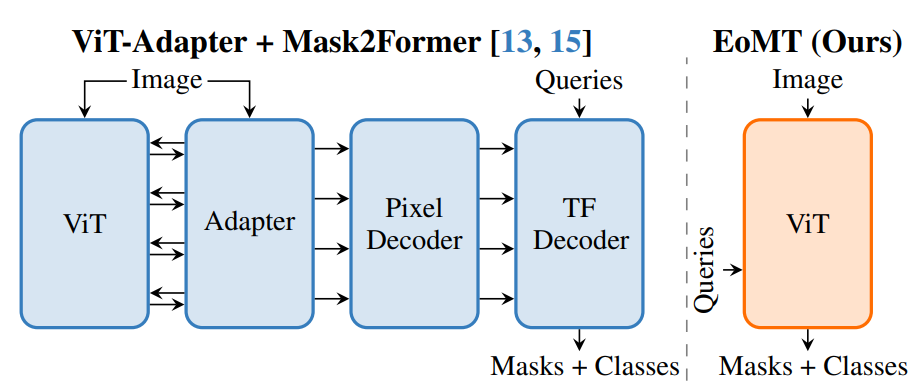 ViT-Adapter + Mask2Former [13, 15]
Image
Queries
ViT
Adapter
Pixel
Decoder
TF
Decoder
Masks + Classes
EoMT (Ours)
Image
Queries
ViT
Masks + Classes